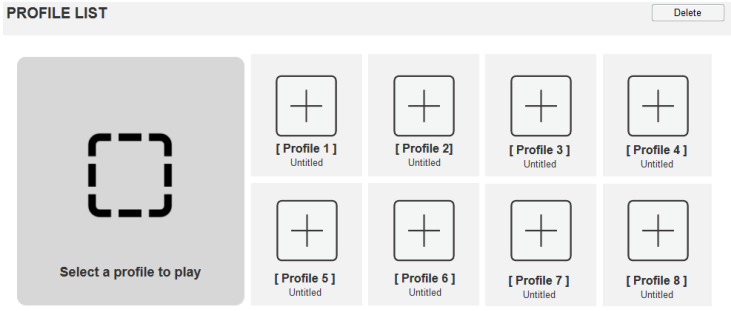 PROFILE LIST
Delete
Select a profile to play
[ Profile 1 ]
Untitled
[ Profile 2]
Untitled
[ Profile 3 ]
Untitled
[ Profile 4 ]
Untitled
[ Profile 5 ]
Untitled
[ Profile 6 ]
Untitled
[ Profile 7 ]
Untitled
[ Profile 8 ]
Untitled